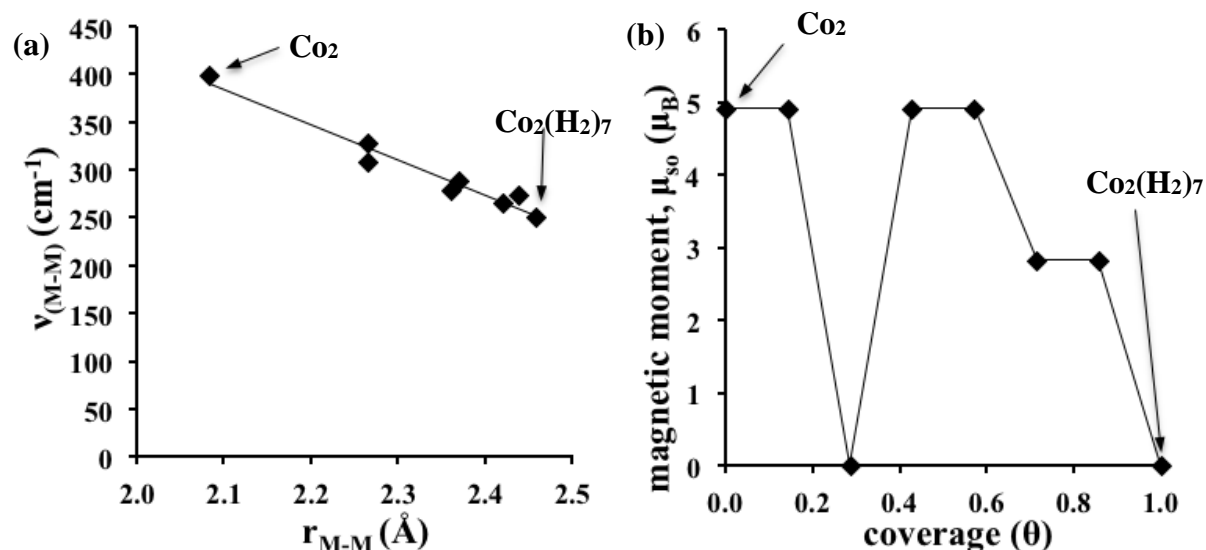 (a)
Co2
Co2(H2)7
450
400
350
300
250
200
150
100
50
0
ν(M-M) (cm-1)
2.0 2.1 2.2 2.3 2.4 2.5
rM-M (Å)
(b)
Co2
Co2(H2)7
6
5
4
3
2
1
0
magnetic moment, μso (μB)
0.0 0.2 0.4 0.6 0.8 1.0
coverage (θ)